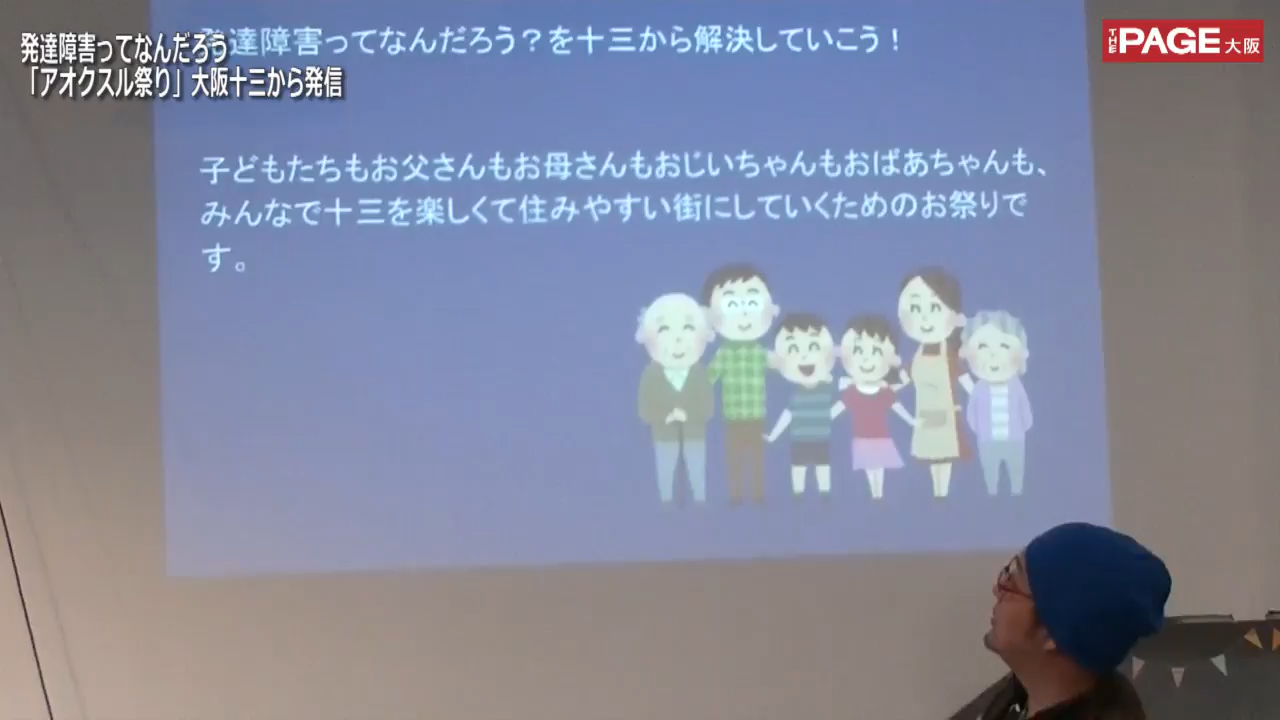 発達障害ってなんだろう
「アオクスル祭り」大阪十三から発信
THE PAGE 大阪
発達障害ってなんだろう？を十三から解決していこう！
子どもたちもお父さんもお母さんもおじいちゃんもおばあちゃんも、
みんなで十三を楽しくて住みやすい街にしていくためのお祭りで
す。